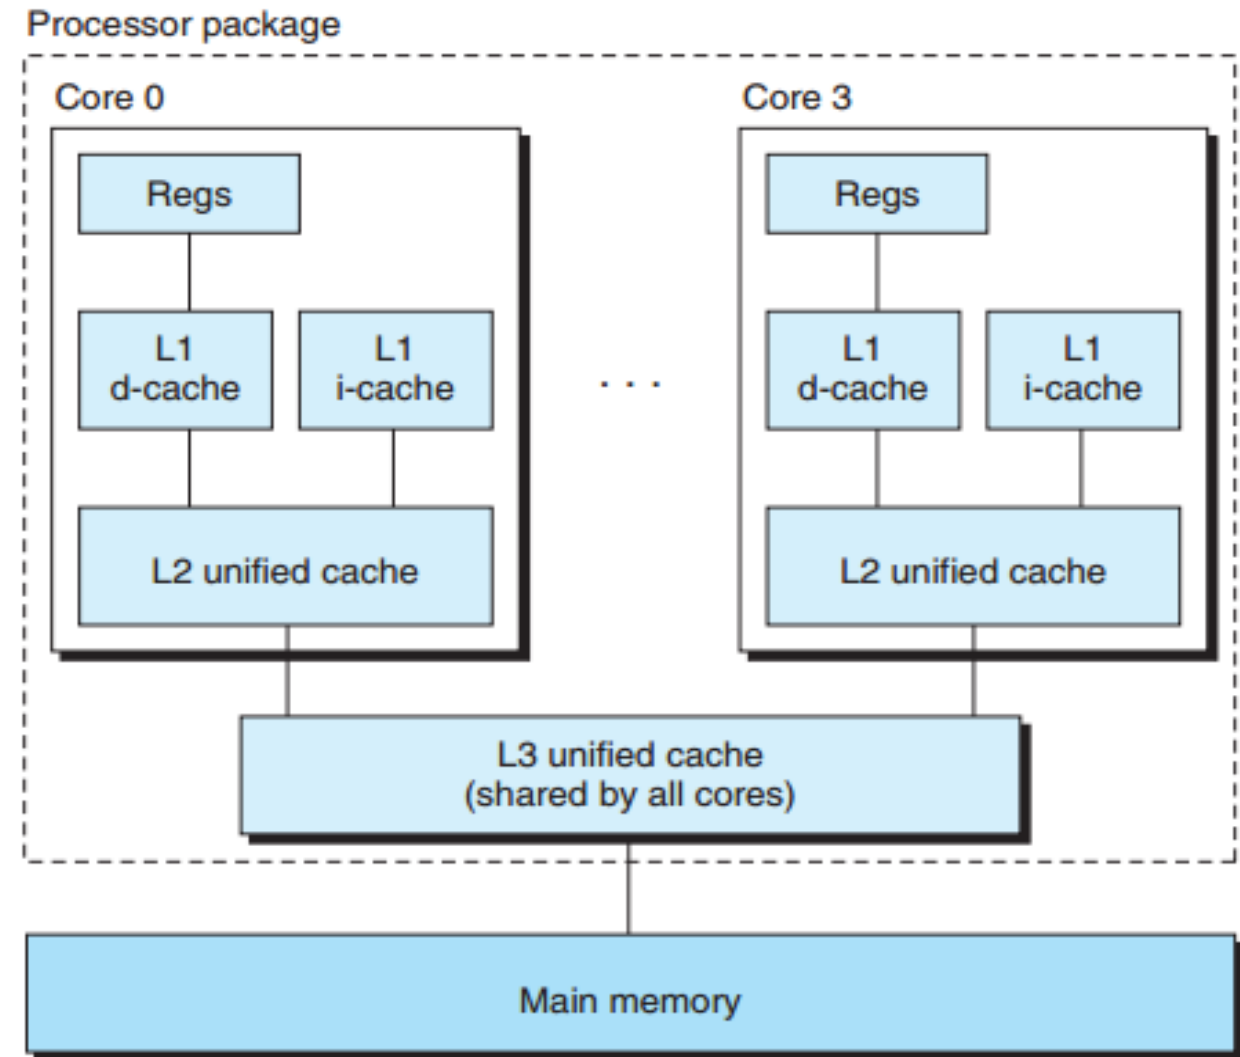 Processor package
Core 0
Regs
L1
d-cache
L1
i-cache
L2 unified cache
. . .
Core 3
Regs
L1
d-cache
L1
i-cache
L2 unified cache
L3 unified cache
(shared by all cores)
Main memory